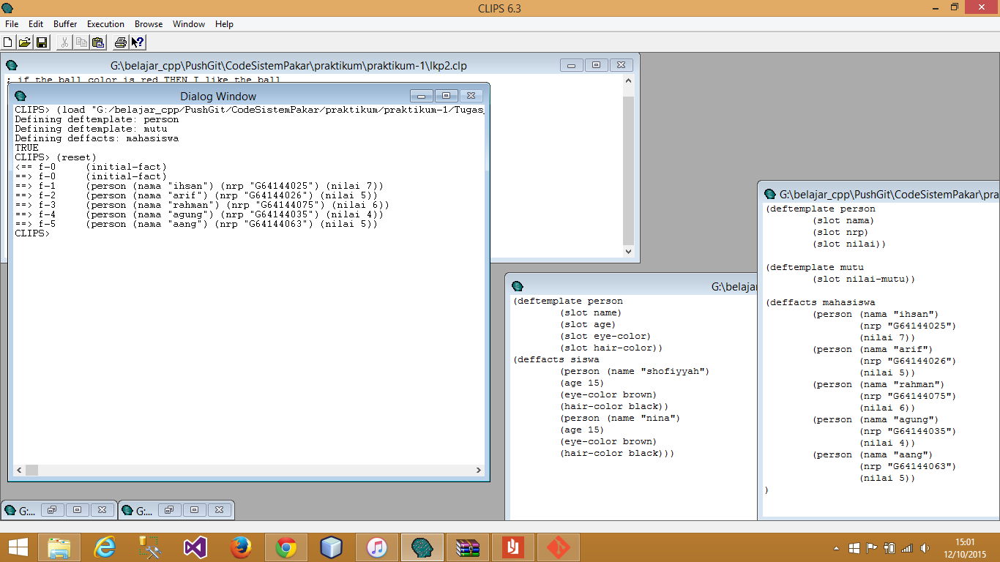 CLIPS 6.3
File Edit Buffer Execution Browse Window Help
G:\belajar_cpp\PushGit\CodeSistemPakar\praktikum\praktikum-1\lkp2.clp
; if the ball color is red THEN I like the ball
Dialog Window
CLIPS> (load "G:/belajar_cpp/PushGit/CodeSistemPakar/praktikum/praktikum-1/Tugas_
Defining deftemplate: person
Defining deftemplate: mutu
Defining deffacts: mahasiswa
TRUE
CLIPS> (reset)
<== f-0     (initial-fact)
==> f-0     (initial-fact)
==> f-1     (person (nama "ihsan") (nrp "G64144025") (nilai 7))
==> f-2     (person (nama "arif") (nrp "G64144026") (nilai 5))
==> f-3     (person (nama "rahman") (nrp "G64144075") (nilai 6))
==> f-4     (person (nama "agung") (nrp "G64144035") (nilai 4))
==> f-5     (person (nama "aang") (nrp "G64144063") (nilai 5))
CLIPS>
G:\belajar
(deftemplate person
(slot name)
(slot age)
(slot eye-color)
(slot hair-color))
(deffacts siswa
(person (name "shofiyyah")
(age 15)
(eye-color brown)
(hair-color black))
(person (name "nina")
(age 15)
(eye-color brown)
(hair-color black)))
G:\belajar_cpp\PushGit\CodeSistemPakar\pra
(deftemplate person
(slot nama)
(slot nrp)
(slot nilai))
(deftemplate mutu
(slot nilai-mutu))
(deffacts mahasiswa
(person (nama "ihsan")
(nrp "G64144025")
(nilai 7))
(person (nama "arif")
(nrp "G64144026")
(nilai 5))
(person (nama "rahman")
(nrp "G64144075")
(nilai 6))
(person (nama "agung")
(nrp "G64144035")
(nilai 4))
(person (nama "aang")
(nrp "G64144063")
(nilai 5))
)
G:...
G:...
15:01
12/10/2015